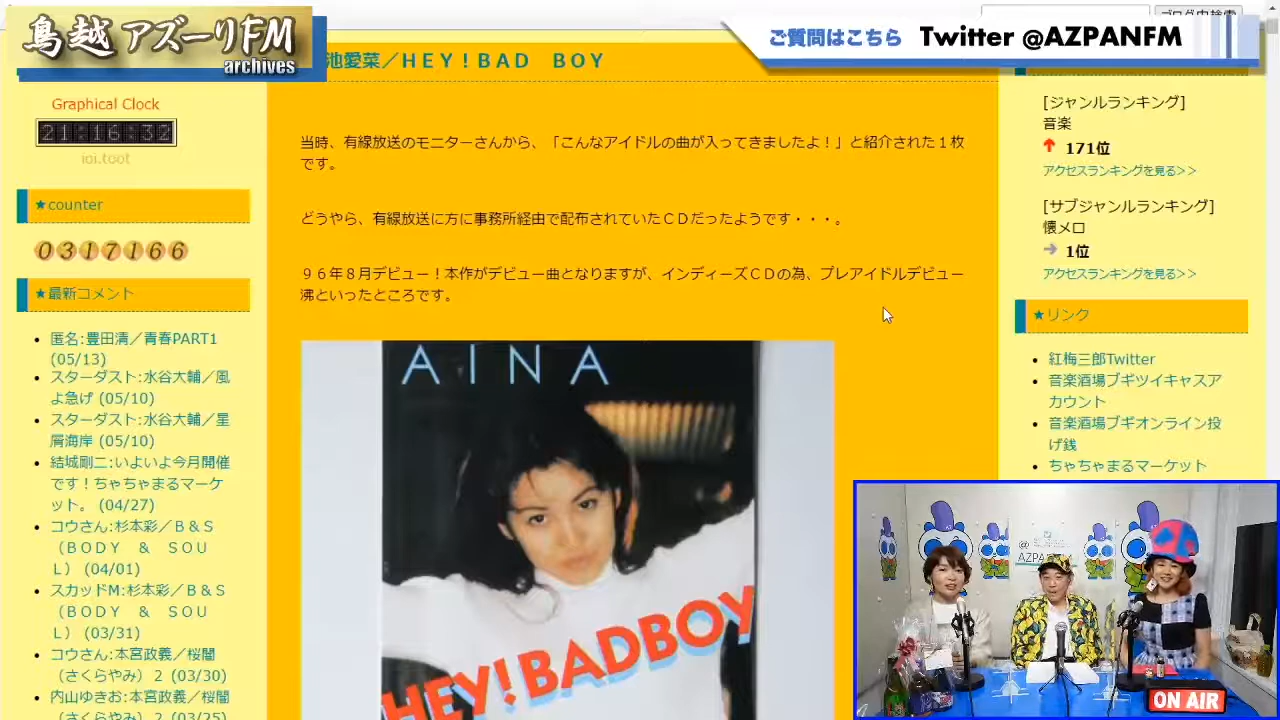 鳥越アズーりFM
archives
ご質問はこちら Twitter @AZPANFM
ブログ内検索
池愛菜／ＨＥＹ！ＢＡＤ　ＢＯＹ
Graphical Clock
21:16:32
ioi.toot
★counter
0317166
★最新コメント
匿名:豊田清／青春PART1
(05/13)
スターダスト:水谷大輔／風
よ急げ (05/10)
スターダスト:水谷大輔／星
屑海岸 (05/10)
結城剛二:いよいよ今月開催
です！ちゃちゃまるマーケ
ット。 (04/27)
コウさん:杉本彩／Ｂ＆Ｓ
（ＢＯＤＹ　＆　ＳＯＵ
Ｌ） (04/01)
スカッドM:杉本彩／Ｂ＆Ｓ
（ＢＯＤＹ　＆　ＳＯＵ
Ｌ） (03/31)
コウさん:本宮政義／桜闇
（さくらやみ）２ (03/30)
内山ゆきお:本宮政義／桜闇
（さくらやみ）２ (03/25)
当時、有線放送のモニターさんから、「こんなアイドルの曲が入ってきましたよ！」と紹介された１枚
です。
どうやら、有線放送に方に事務所経由で配布されていたＣＤだったようです・・・。
９６年８月デビュー！本作がデビュー曲となりますが、インディーズＣＤの為、プレアイドルデビュー
沸といったところです。
AINA
HEY! BADBOY
[ジャンルランキング]
音楽
171位
アクセスランキングを見る>>
[サブジャンルランキング]
懐メロ
1位
アクセスランキングを見る>>
★リンク
紅梅三郎Twitter
音楽酒場ブギツイキャスア
カウント
音楽酒場ブギオンライン投
げ銭
ちゃちゃまるマーケット
ON AIR